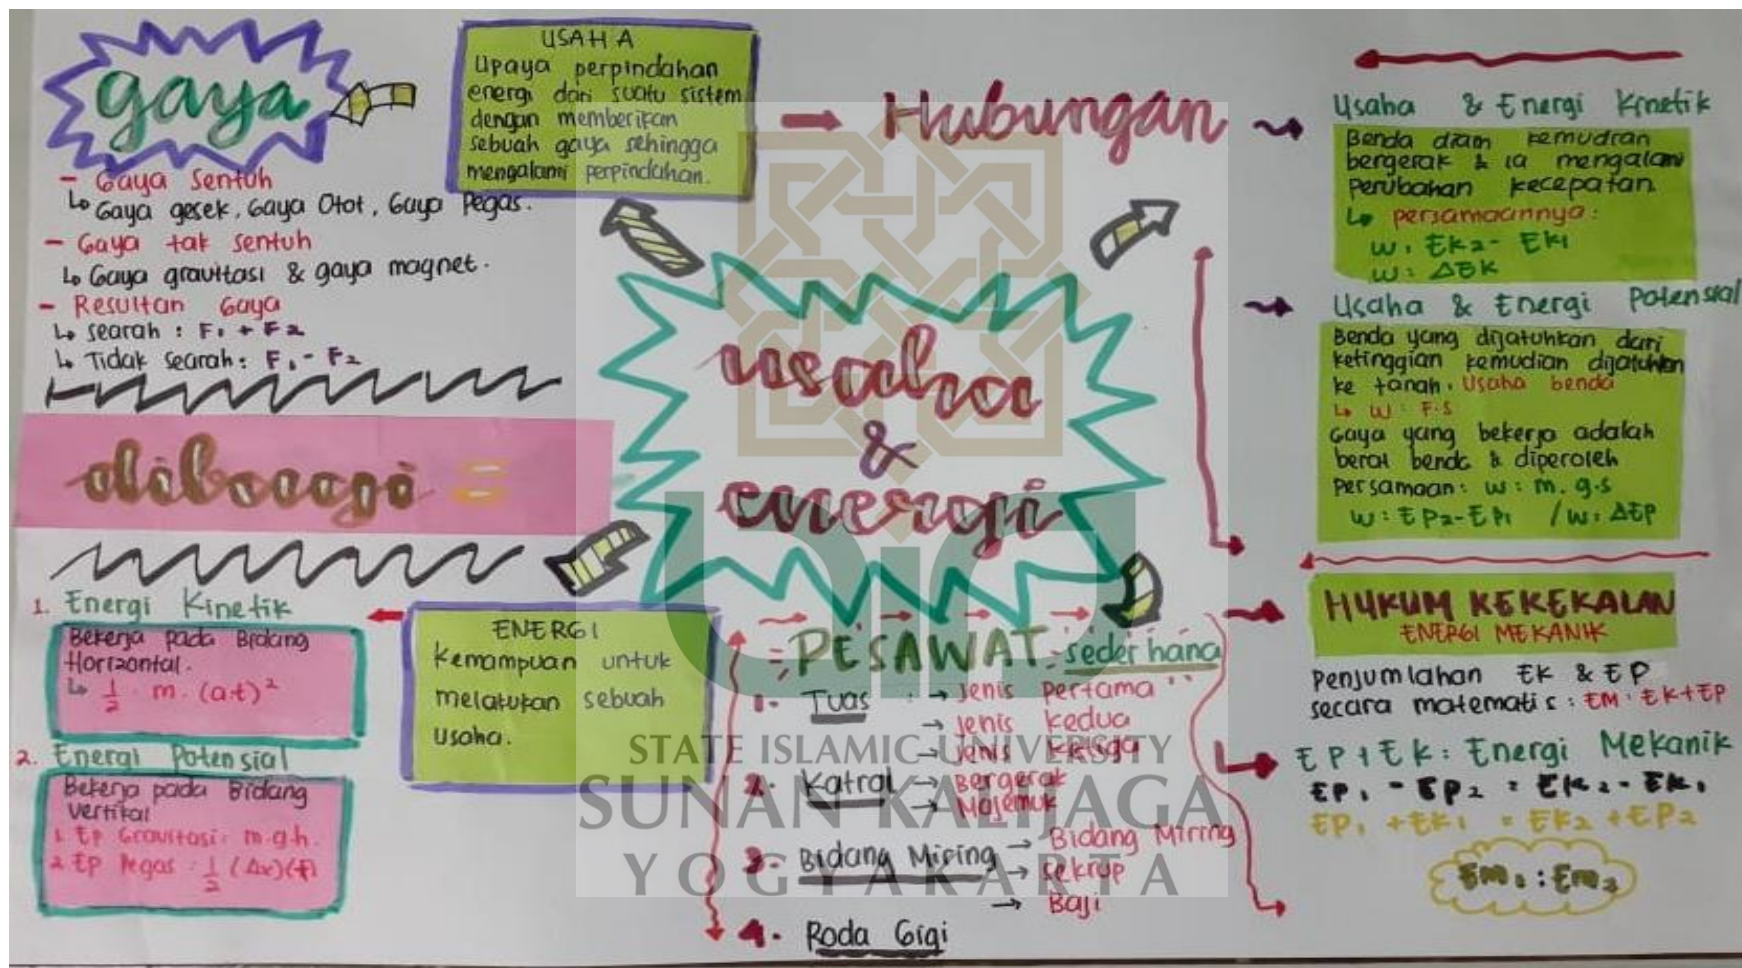 gaya
- Gaya Sentuh
↳ Gaya gesek, Gaya Otot, Gaya Pegas.
- Gaya tak sentuh
↳ Gaya gravitasi & gaya magnet.
- Resultan Gaya
↳ searah : F1 + F2
↳ Tidak searah : F1 - F2
USAHA
Upaya perpindahan
energi dari suatu sistem
dengan memberikan
sebuah gaya sehingga
mengalami perpindahan.
Hubungan
Usaha & Energi Kinetik
Benda diam kemudian
bergerak & ia mengalami
perubahan kecepatan
↳ persamaannya :
W : EK2 - EK1
W : ΔEK
Usaha & Energi Potensial
Benda yang dijatuhkan dari
ketinggian kemudian dijatuhkan
ke tanah. Usaha benda
↳ W : F.S
Gaya yang bekerja adalah
berat benda & diperoleh
Persamaan : W : m.g.s
W : EP2-EP1 / W : ΔEP
usaha
&
energi
dibagi =
1. Energi Kinetik
Bekerja pada Bidang
Horizontal.
↳ 1/2 . m . (a.t)²
2. Energi Potensial
Bekerja pada Bidang
vertikal
1. EP Gravitasi : m.g.h.
2. EP Pegas : 1/2 (Δx)(F)
ENERGI
Kemampuan untuk
melakukan sebuah
usaha.
PESAWAT sederhana
1. Tuas : → Jenis pertama
→ Jenis kedua
→ Jenis ketiga
2. Katrol → Bergerak
→ Majemuk
3. Bidang Miring → Bidang Miring
→ sekrup
→ Baji
4. Roda Gigi
HUKUM KEKEKALAN
ENERGI MEKANIK
Penjumlahan EK & EP
secara matematis : EM : EK+EP
EP + EK : Energi Mekanik
EP1 - EP2 = EK2 - EK1
EP1 + EK1 = EK2 + EP2
EM1 : EM2
STATE ISLAMIC UNIVERSITY
SUNAN KALIJAGA
YOGYAKARTA